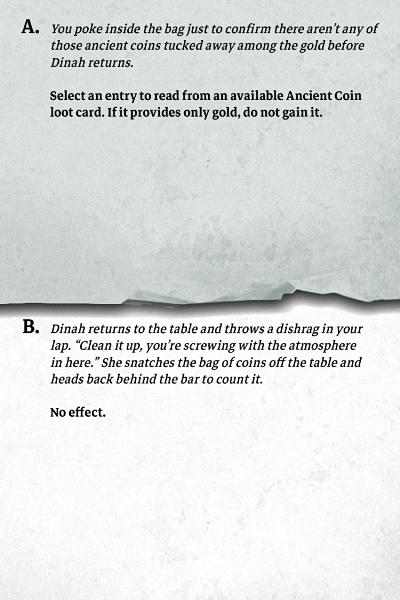 A. You poke inside the bag just to confirm there aren’t any of
those ancient coins tucked away among the gold before
Dinah returns.
Select an entry to read from an available Ancient Coin
loot card. If it provides only gold, do not gain it.
B. Dinah returns to the table and throws a dishrag in your
lap. “Clean it up, you’re screwing with the atmosphere
in here.” She snatches the bag of coins off the table and
heads back behind the bar to count it.
No effect.